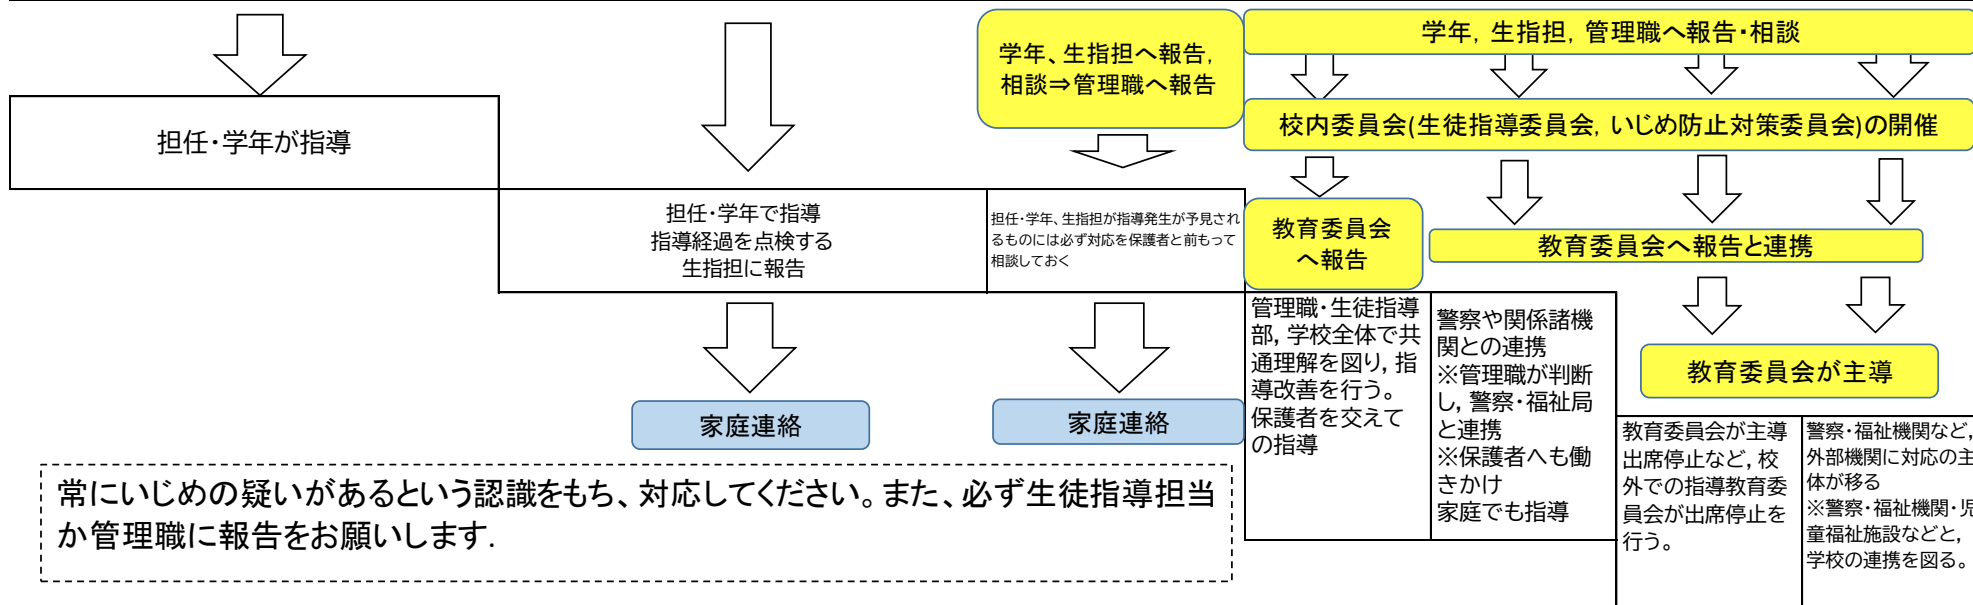 学年、生指担へ報告,
相談⇒管理職へ報告
学年, 生指担, 管理職へ報告・相談
担任・学年が指導
校内委員会(生徒指導委員会, いじめ防止対策委員会)の開催
担任・学年で指導
指導経過を点検する
生指担に報告
担任・学年、生指担が指導発生が予見され
るものには必ず対応を保護者と前もって
相談しておく
教育委員会
へ報告
教育委員会へ報告と連携
管理職・生徒指導
部, 学校全体で共
通理解を図り, 指
導改善を行う。
保護者を交えて
の指導
警察や関係諸機
関との連携
※管理職が判断
し, 警察・福祉局
と連携
※保護者へも働
きかけ
家庭でも指導
教育委員会が主導
家庭連絡
家庭連絡
教育委員会が主導
出席停止など, 校
外での指導教育委
員会が出席停止を
行う。
警察・福祉機関など,
外部機関に対応の主
体が移る
※警察・福祉機関・児
童福祉施設などと,
学校の連携を図る。
常にいじめの疑いがあるという認識をもち、対応してください。また、必ず生徒指導担当
か管理職に報告をお願いします.